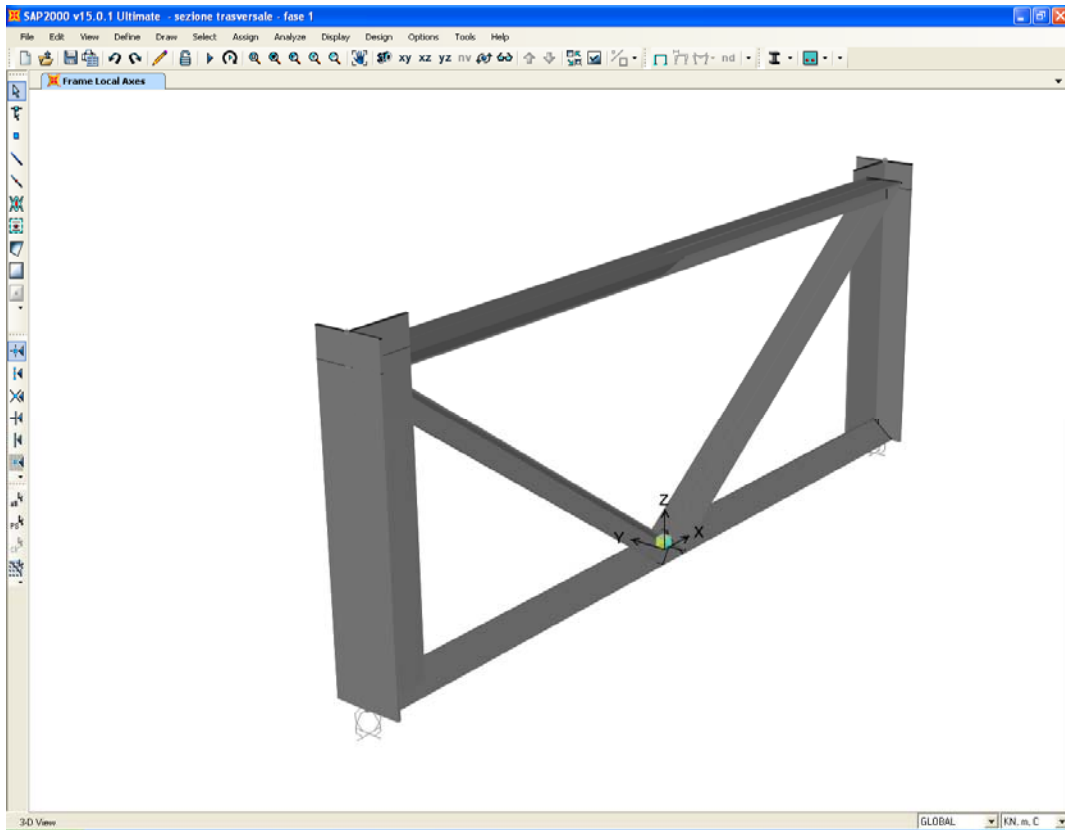 SAP2000 v15.0.1 Ultimate - sezione trasversale - fase 1
File Edit View Define Draw Select Assign Analyze Display Design Options Tools Help
xy xz yz nv nd
Frame Local Axes
Z
Y X
3-D View GLOBAL KN, m, C